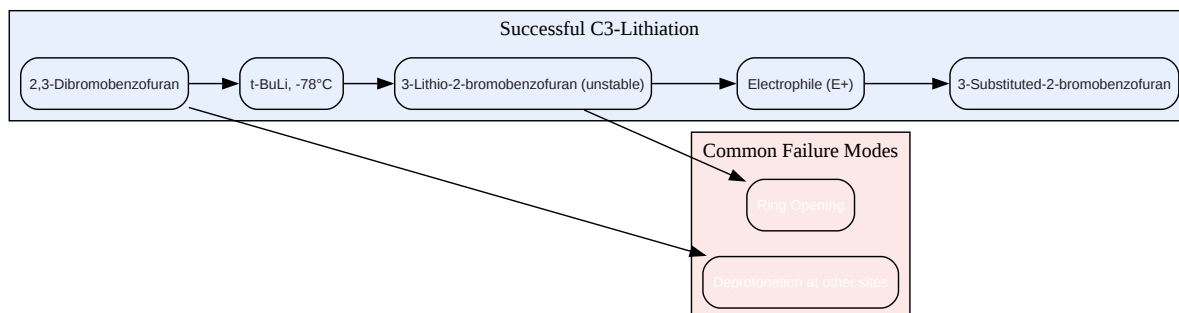 Successful C3-Lithiation
2,3-Dibromobenzofuran
t-BuLi, -78°C
3-Lithio-2-bromobenzofuran (unstable)
Electrophile (E+)
3-Substituted-2-bromobenzofuran
Common Failure Modes
Ring Opening
Deprotonation at other sites